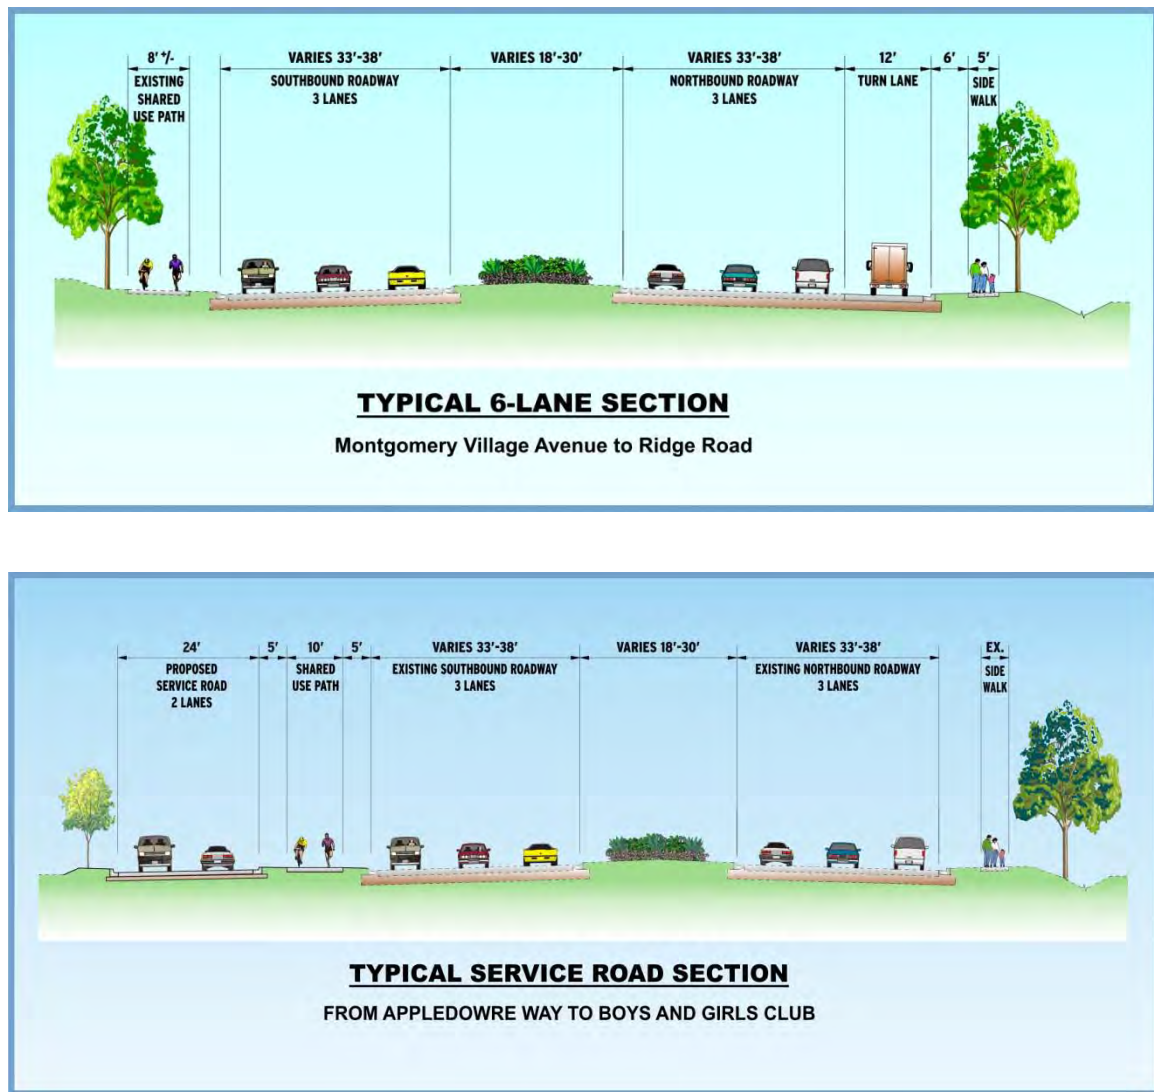 8' +/-
VARIES 33'-38'
VARIES 18'-30'
VARIES 33'-38'
12'
6'
5'
EXISTING
SHARED
USE PATH
SOUTHBOUND ROADWAY
3 LANES
NORTHBOUND ROADWAY
3 LANES
TURN LANE
SIDE
WALK
TYPICAL 6-LANE SECTION
Montgomery Village Avenue to Ridge Road
24'
5'
10'
5'
VARIES 33'-38'
VARIES 18'-30'
VARIES 33'-38'
EX.
PROPOSED
SERVICE ROAD
2 LANES
SHARED
USE PATH
EXISTING SOUTHBOUND ROADWAY
3 LANES
EXISTING NORTHBOUND ROADWAY
3 LANES
SIDE
WALK
TYPICAL SERVICE ROAD SECTION
FROM APPLEDOWRE WAY TO BOYS AND GIRLS CLUB